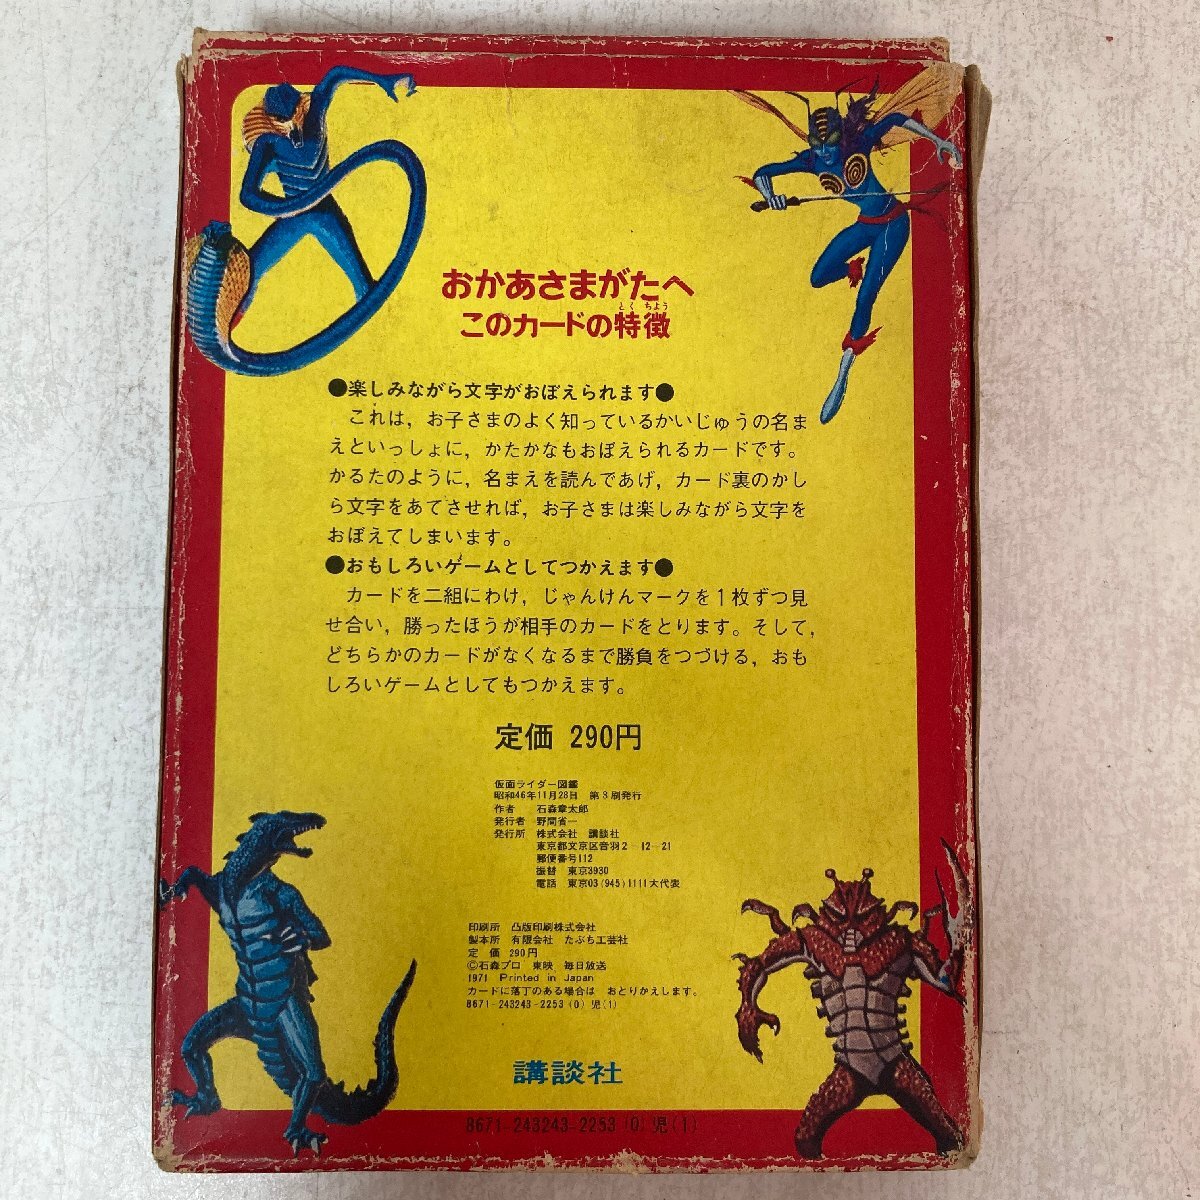 おかあさまがたへ
とく ちよう
このカードの特徴
●楽しみながら文字がおぼえられます●
これは，お子さまのよく知っているかいじゅうの名ま
えといっしょに，かたかなもおぼえられるカードです。
かるたのように，名まえを読んであげ，カード裏のかし
ら文字をあてさせれば，お子さまは楽しみながら文字を
おぼえてしまいます。
●おもしろいゲームとしてつかえます●
カードを二組にわけ，じゃんけんマークを1枚ずつ見
せ合い，勝ったほうが相手のカードをとります。そして，
どちらかのカードがなくなるまで勝負をつづける，おも
しろいゲームとしてもつかえます。
定価 290円
仮面ライダー図鑑
昭和46年11月28日 第3刷発行
作者 石森章太郎
発行者 野間省一
発行所 株式会社 講談社
東京都文京区音羽2-12-21
郵便番号112
振替 東京3930
電話 東京03(945)1111大代表
印刷所 凸版印刷株式会社
製本所 有限会社 たぶち工芸社
定 価 290円
©石森プロ 東映 毎日放送
1971 Printed in Japan
カードに落丁のある場合は おとりかえします。
8671-243243-2253(0)児(1)
講談社
8671-243243-2253(0)児(1)